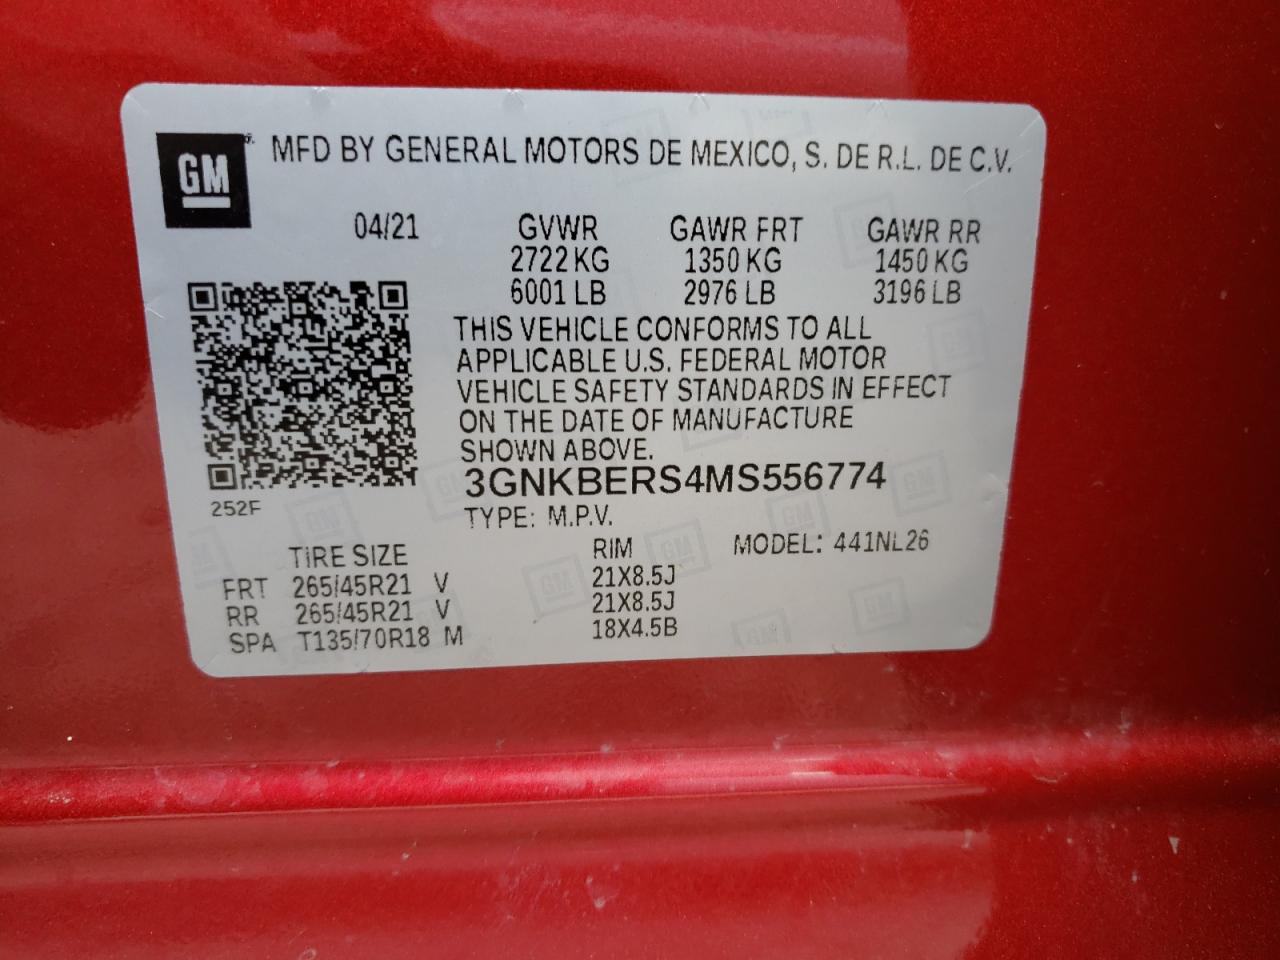 GM
MFD BY GENERAL MOTORS DE MEXICO, S. DE R.L. DE C.V.
04/21 GVWR GAWR FRT GAWR RR
2722 KG 1350 KG 1450 KG
6001 LB 2976 LB 3196 LB
THIS VEHICLE CONFORMS TO ALL
APPLICABLE U.S. FEDERAL MOTOR
VEHICLE SAFETY STANDARDS IN EFFECT
ON THE DATE OF MANUFACTURE
SHOWN ABOVE.
3GNKBERS4MS556774
252F
TYPE: M.P.V.
TIRE SIZE RIM MODEL: 441NL26
FRT 265/45R21 V 21X8.5J
RR 265/45R21 V 21X8.5J
SPA T135/70R18 M 18X4.5B